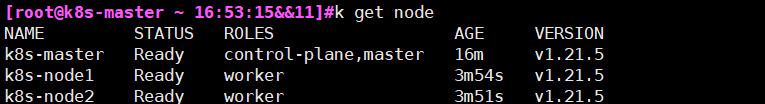 [root@k8s-master ~ 16:53:15&&11]#k get node
NAME         STATUS   ROLES                  AGE     VERSION
k8s-master   Ready    control-plane,master   16m     v1.21.5
k8s-node1    Ready    worker                 3m54s   v1.21.5
k8s-node2    Ready    worker                 3m51s   v1.21.5